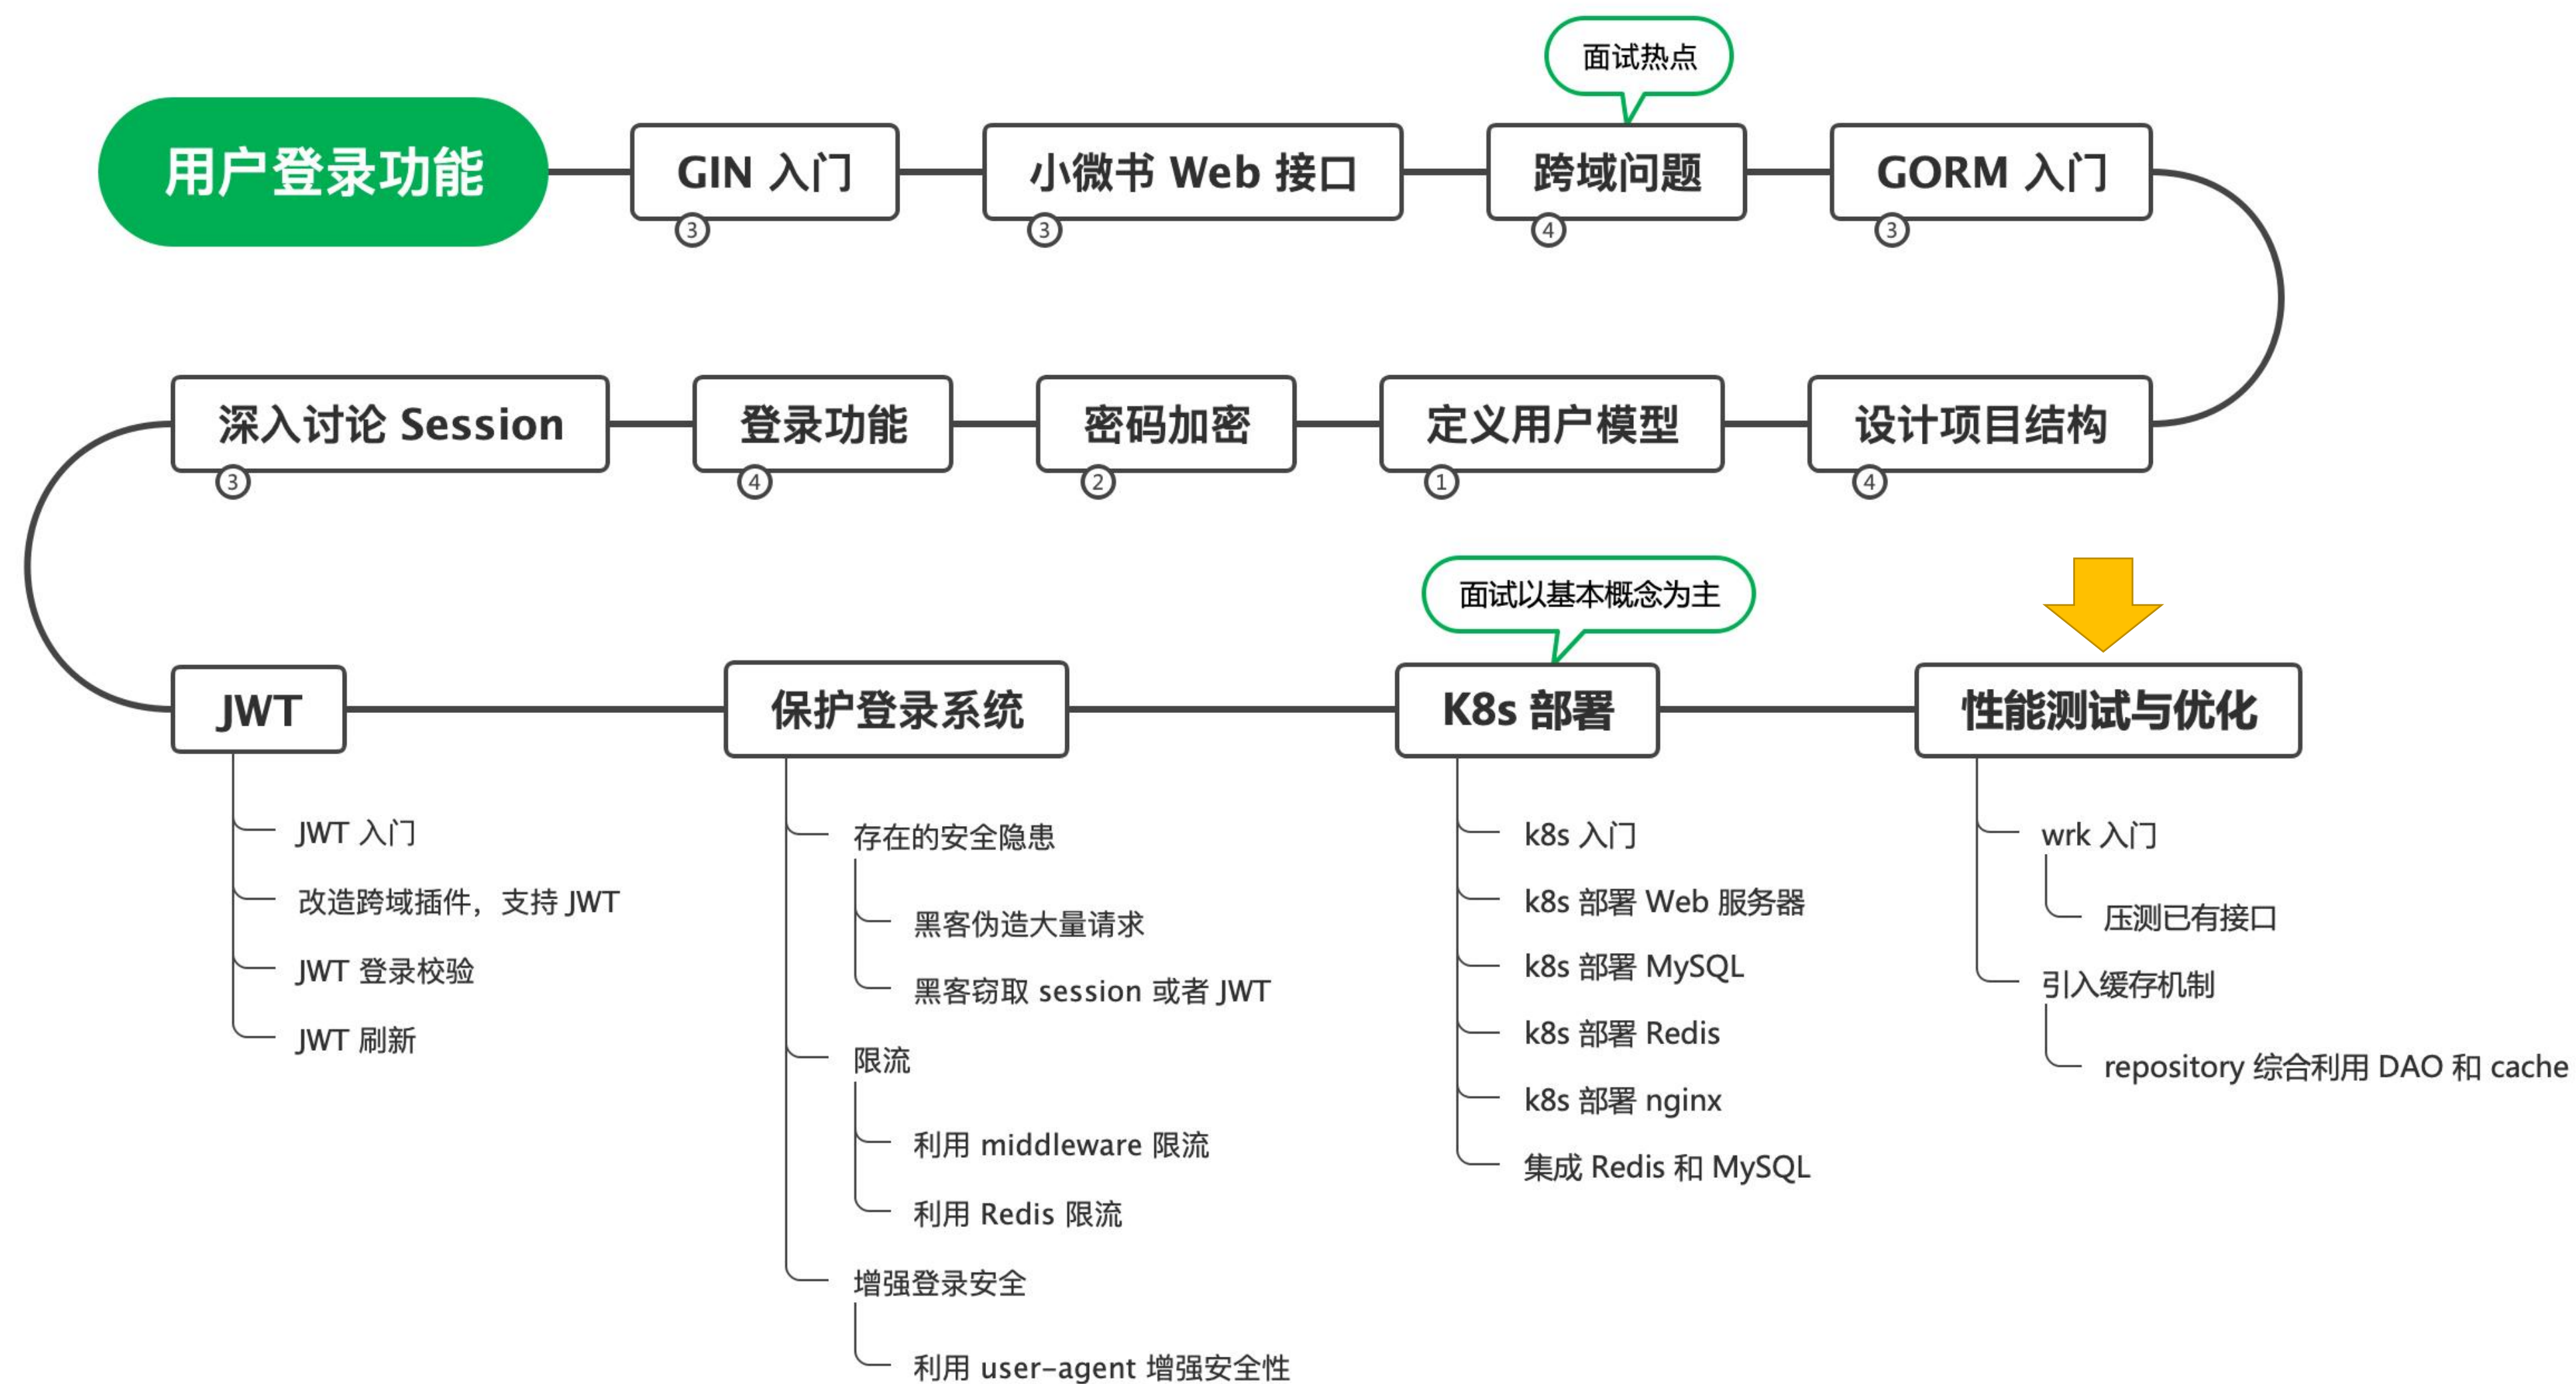 面试热点
用户登录功能
GIN 入门
3
小微书 Web 接口
3
跨域问题
4
GORM 入门
3
设计项目结构
4
定义用户模型
1
密码加密
2
登录功能
4
深入讨论 Session
3
JWT
JWT 入门
改造跨域插件，支持 JWT
JWT 登录校验
JWT 刷新
保护登录系统
存在的安全隐患
黑客伪造大量请求
黑客窃取 session 或者 JWT
限流
利用 middleware 限流
利用 Redis 限流
增强登录安全
利用 user-agent 增强安全性
面试以基本概念为主
K8s 部署
k8s 入门
k8s 部署 Web 服务器
k8s 部署 MySQL
k8s 部署 Redis
k8s 部署 nginx
集成 Redis 和 MySQL
性能测试与优化
wrk 入门
压测已有接口
引入缓存机制
repository 综合利用 DAO 和 cache